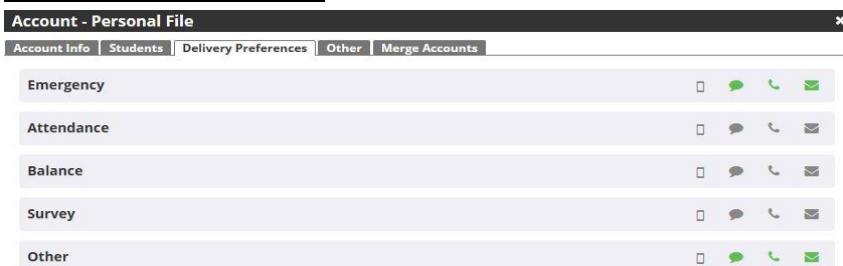 Account - Personal File
Account Info Students Delivery Preferences Other Merge Accounts
Emergency
Attendance
Balance
Survey
Other